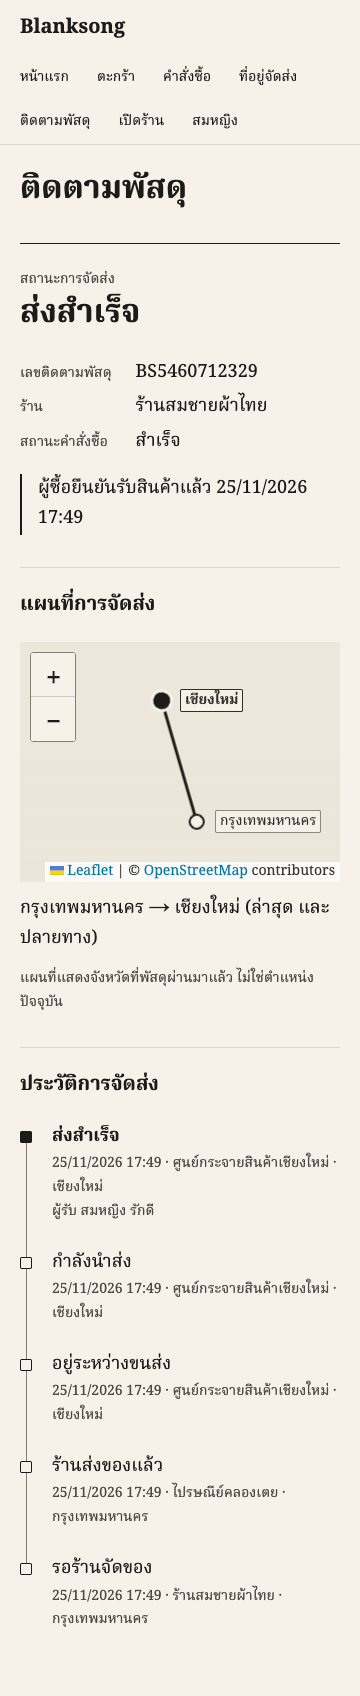 Blanksong
หน้าแรก ตะกร้า คำสั่งซื้อ ที่อยู่จัดส่ง
ติดตามพัสดุ เปิดร้าน สมหญิง
ติดตามพัสดุ
สถานะการจัดส่ง
ส่งสำเร็จ
เลขติดตามพัสดุ BS5460712329
ร้าน ร้านสมชายผ้าไทย
สถานะคำสั่งซื้อ สำเร็จ
ผู้ซื้อยืนยันรับสินค้าแล้ว 25/11/2026
17:49
แผนที่การจัดส่ง
+
−
เชียงใหม่
กรุงเทพมหานคร
Leaflet | © OpenStreetMap contributors
กรุงเทพมหานคร ⟶ เชียงใหม่ (ล่าสุด และ
ปลายทาง)
แผนที่แสดงจังหวัดที่พัสดุผ่านมาแล้ว ไม่ใช่ตำแหน่ง
ปัจจุบัน
ประวัติการจัดส่ง
ส่งสำเร็จ
25/11/2026 17:49 · ศูนย์กระจายสินค้าเชียงใหม่ ·
เชียงใหม่
ผู้รับ สมหญิง รักดี
กำลังนำส่ง
25/11/2026 17:49 · ศูนย์กระจายสินค้าเชียงใหม่ ·
เชียงใหม่
อยู่ระหว่างขนส่ง
25/11/2026 17:49 · ศูนย์กระจายสินค้าเชียงใหม่ ·
เชียงใหม่
ร้านส่งของแล้ว
25/11/2026 17:49 · ไปรษณีย์คลองเตย ·
กรุงเทพมหานคร
รอร้านจัดของ
25/11/2026 17:49 · ร้านสมชายผ้าไทย ·
กรุงเทพมหานคร